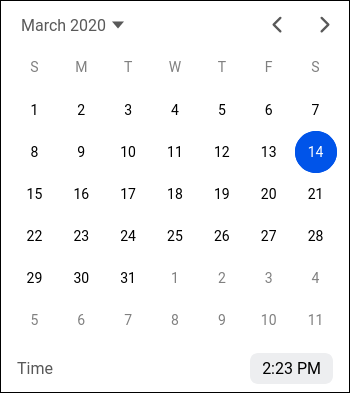 March 2020
S M T W T F S
1 2 3 4 5 6 7
8 9 10 11 12 13 14
15 16 17 18 19 20 21
22 23 24 25 26 27 28
29 30 31 1 2 3 4
5 6 7 8 9 10 11
Time 2:23 PM